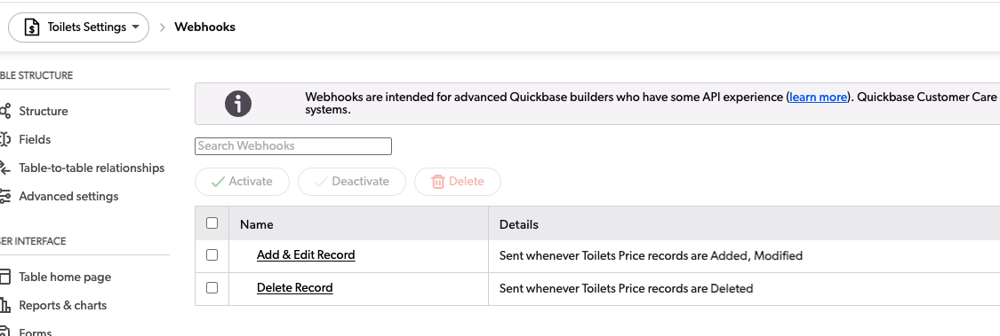 Toilets Settings > Webhooks
BLE STRUCTURE
Structure
Fields
Table-to-table relationships
Advanced settings
SER INTERFACE
Table home page
Reports & charts
Forms
Webhooks are intended for advanced Quickbase builders who have some API experience (learn more). Quickbase Customer Care
systems.
Search Webhooks
Activate Deactivate Delete
Name Details
Add & Edit Record Sent whenever Toilets Price records are Added, Modified
Delete Record Sent whenever Toilets Price records are Deleted